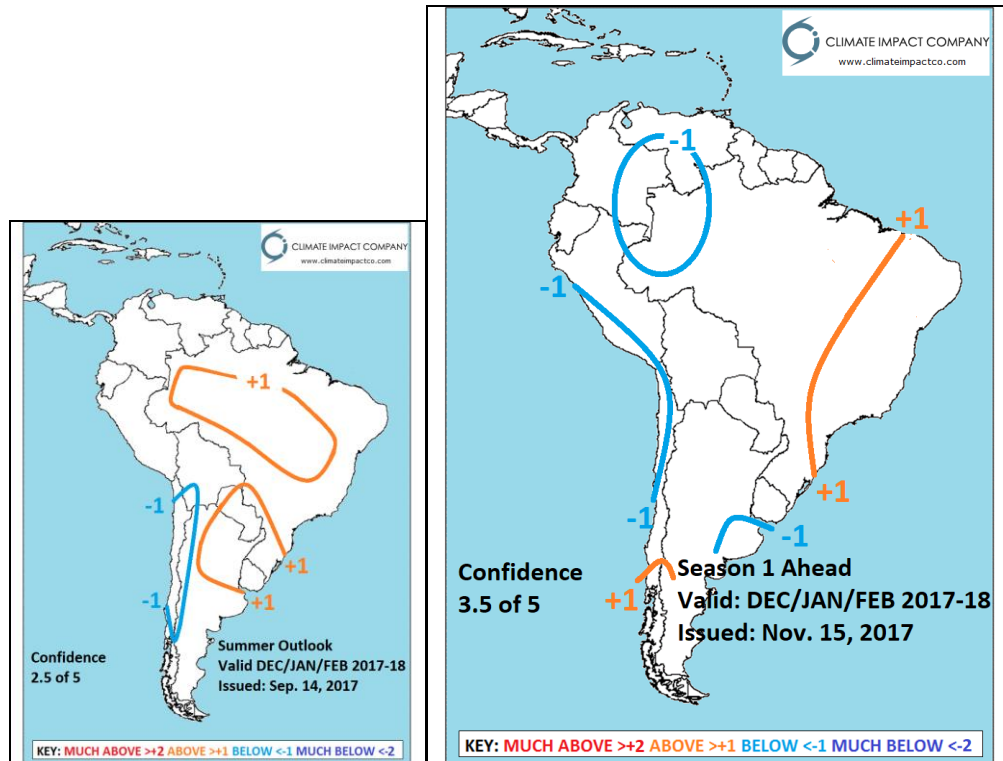 CLIMATE IMPACT COMPANY
www.climateimpactco.com
+1
-1
+1
-1
+1
Confidence
2.5 of 5
Summer Outlook
Valid DEC/JAN/FEB 2017-18
Issued: Sep. 14, 2017
KEY: MUCH ABOVE >+2 ABOVE >+1 BELOW <-1 MUCH BELOW <-2
CLIMATE IMPACT COMPANY
www.climateimpactco.com
-1
+1
-1
+1
-1
-1
Confidence
3.5 of 5
+1
Season 1 Ahead
Valid: DEC/JAN/FEB 2017-18
Issued: Nov. 15, 2017
KEY: MUCH ABOVE >+2 ABOVE >+1 BELOW <-1 MUCH BELOW <-2